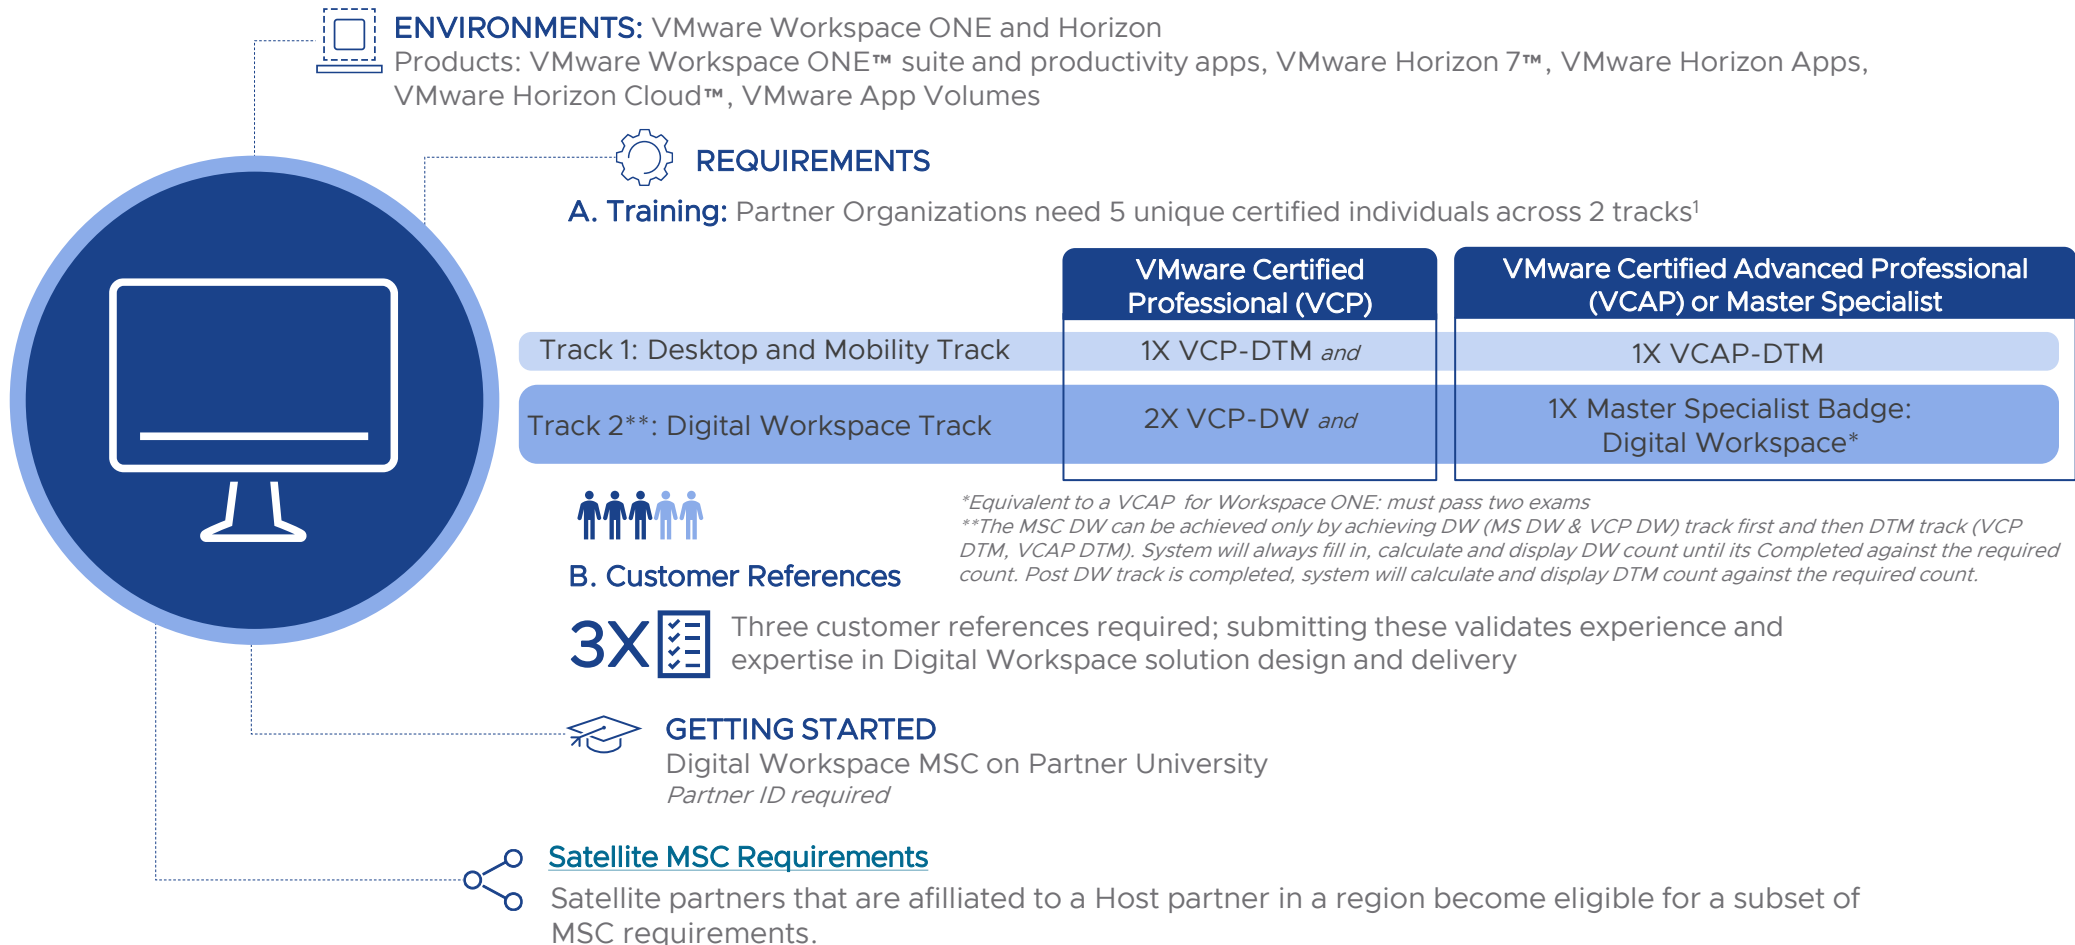 ENVIRONMENTS: VMware Workspace ONE and Horizon
Products: VMware Workspace ONE™ suite and productivity apps, VMware Horizon 7™, VMware Horizon Apps,
VMware Horizon Cloud™, VMware App Volumes
REQUIREMENTS
A. Training: Partner Organizations need 5 unique certified individuals across 2 tracks¹
VMware Certified
Professional (VCP)
VMware Certified Advanced Professional
(VCAP) or Master Specialist
Track 1: Desktop and Mobility Track
1X VCP-DTM and
1X VCAP-DTM
Track 2**: Digital Workspace Track
2X VCP-DW and
1X Master Specialist Badge:
Digital Workspace*
*Equivalent to a VCAP for Workspace ONE: must pass two exams
**The MSC DW can be achieved only by achieving DW (MS DW & VCP DW) track first and then DTM track (VCP
DTM, VCAP DTM). System will always fill in, calculate and display DW count until its Completed against the required
count. Post DW track is completed, system will calculate and display DTM count against the required count.
B. Customer References
3X
Three customer references required; submitting these validates experience and
expertise in Digital Workspace solution design and delivery
GETTING STARTED
Digital Workspace MSC on Partner University
Partner ID required
Satellite MSC Requirements
Satellite partners that are afilliated to a Host partner in a region become eligible for a subset of
MSC requirements.